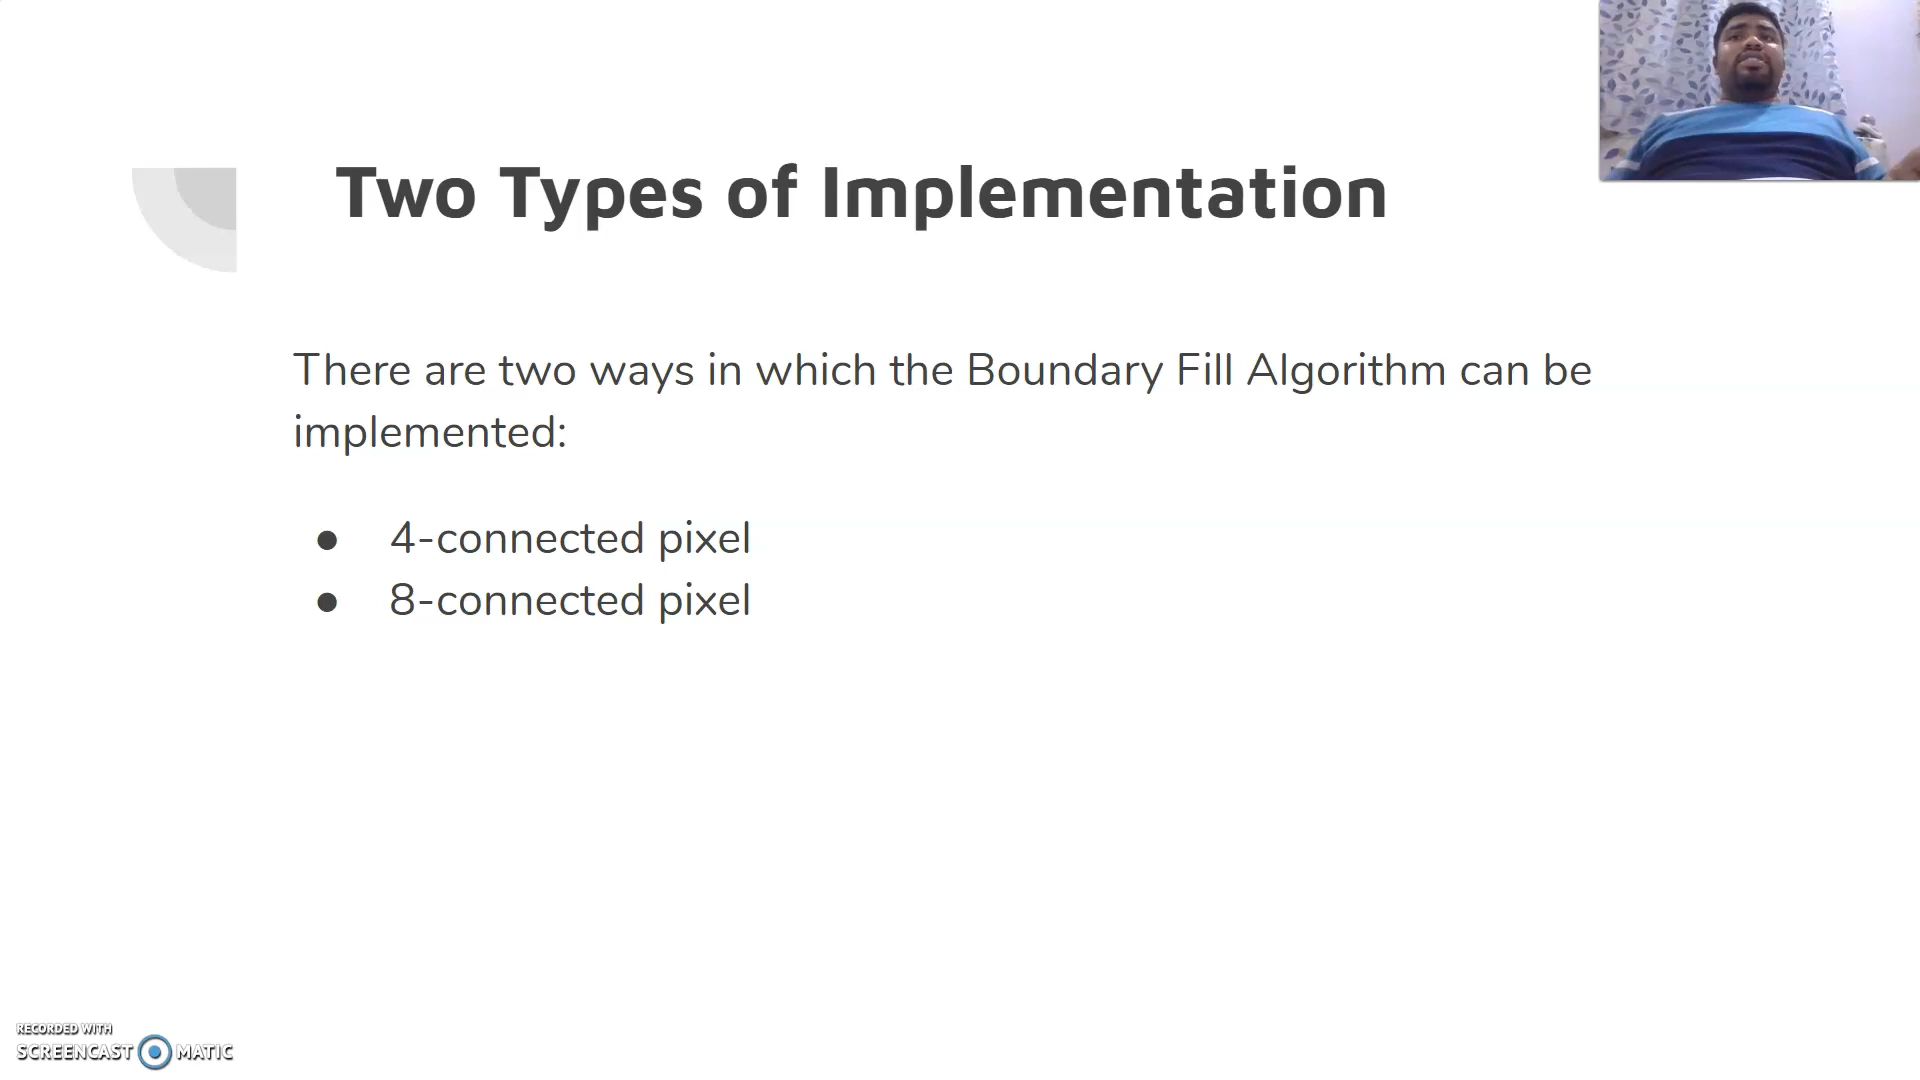 Two Types of Implementation
There are two ways in which the Boundary Fill Algorithm can be
implemented:
● 4-connected pixel
● 8-connected pixel
RECORDED WITH
SCREENCAST MATIC